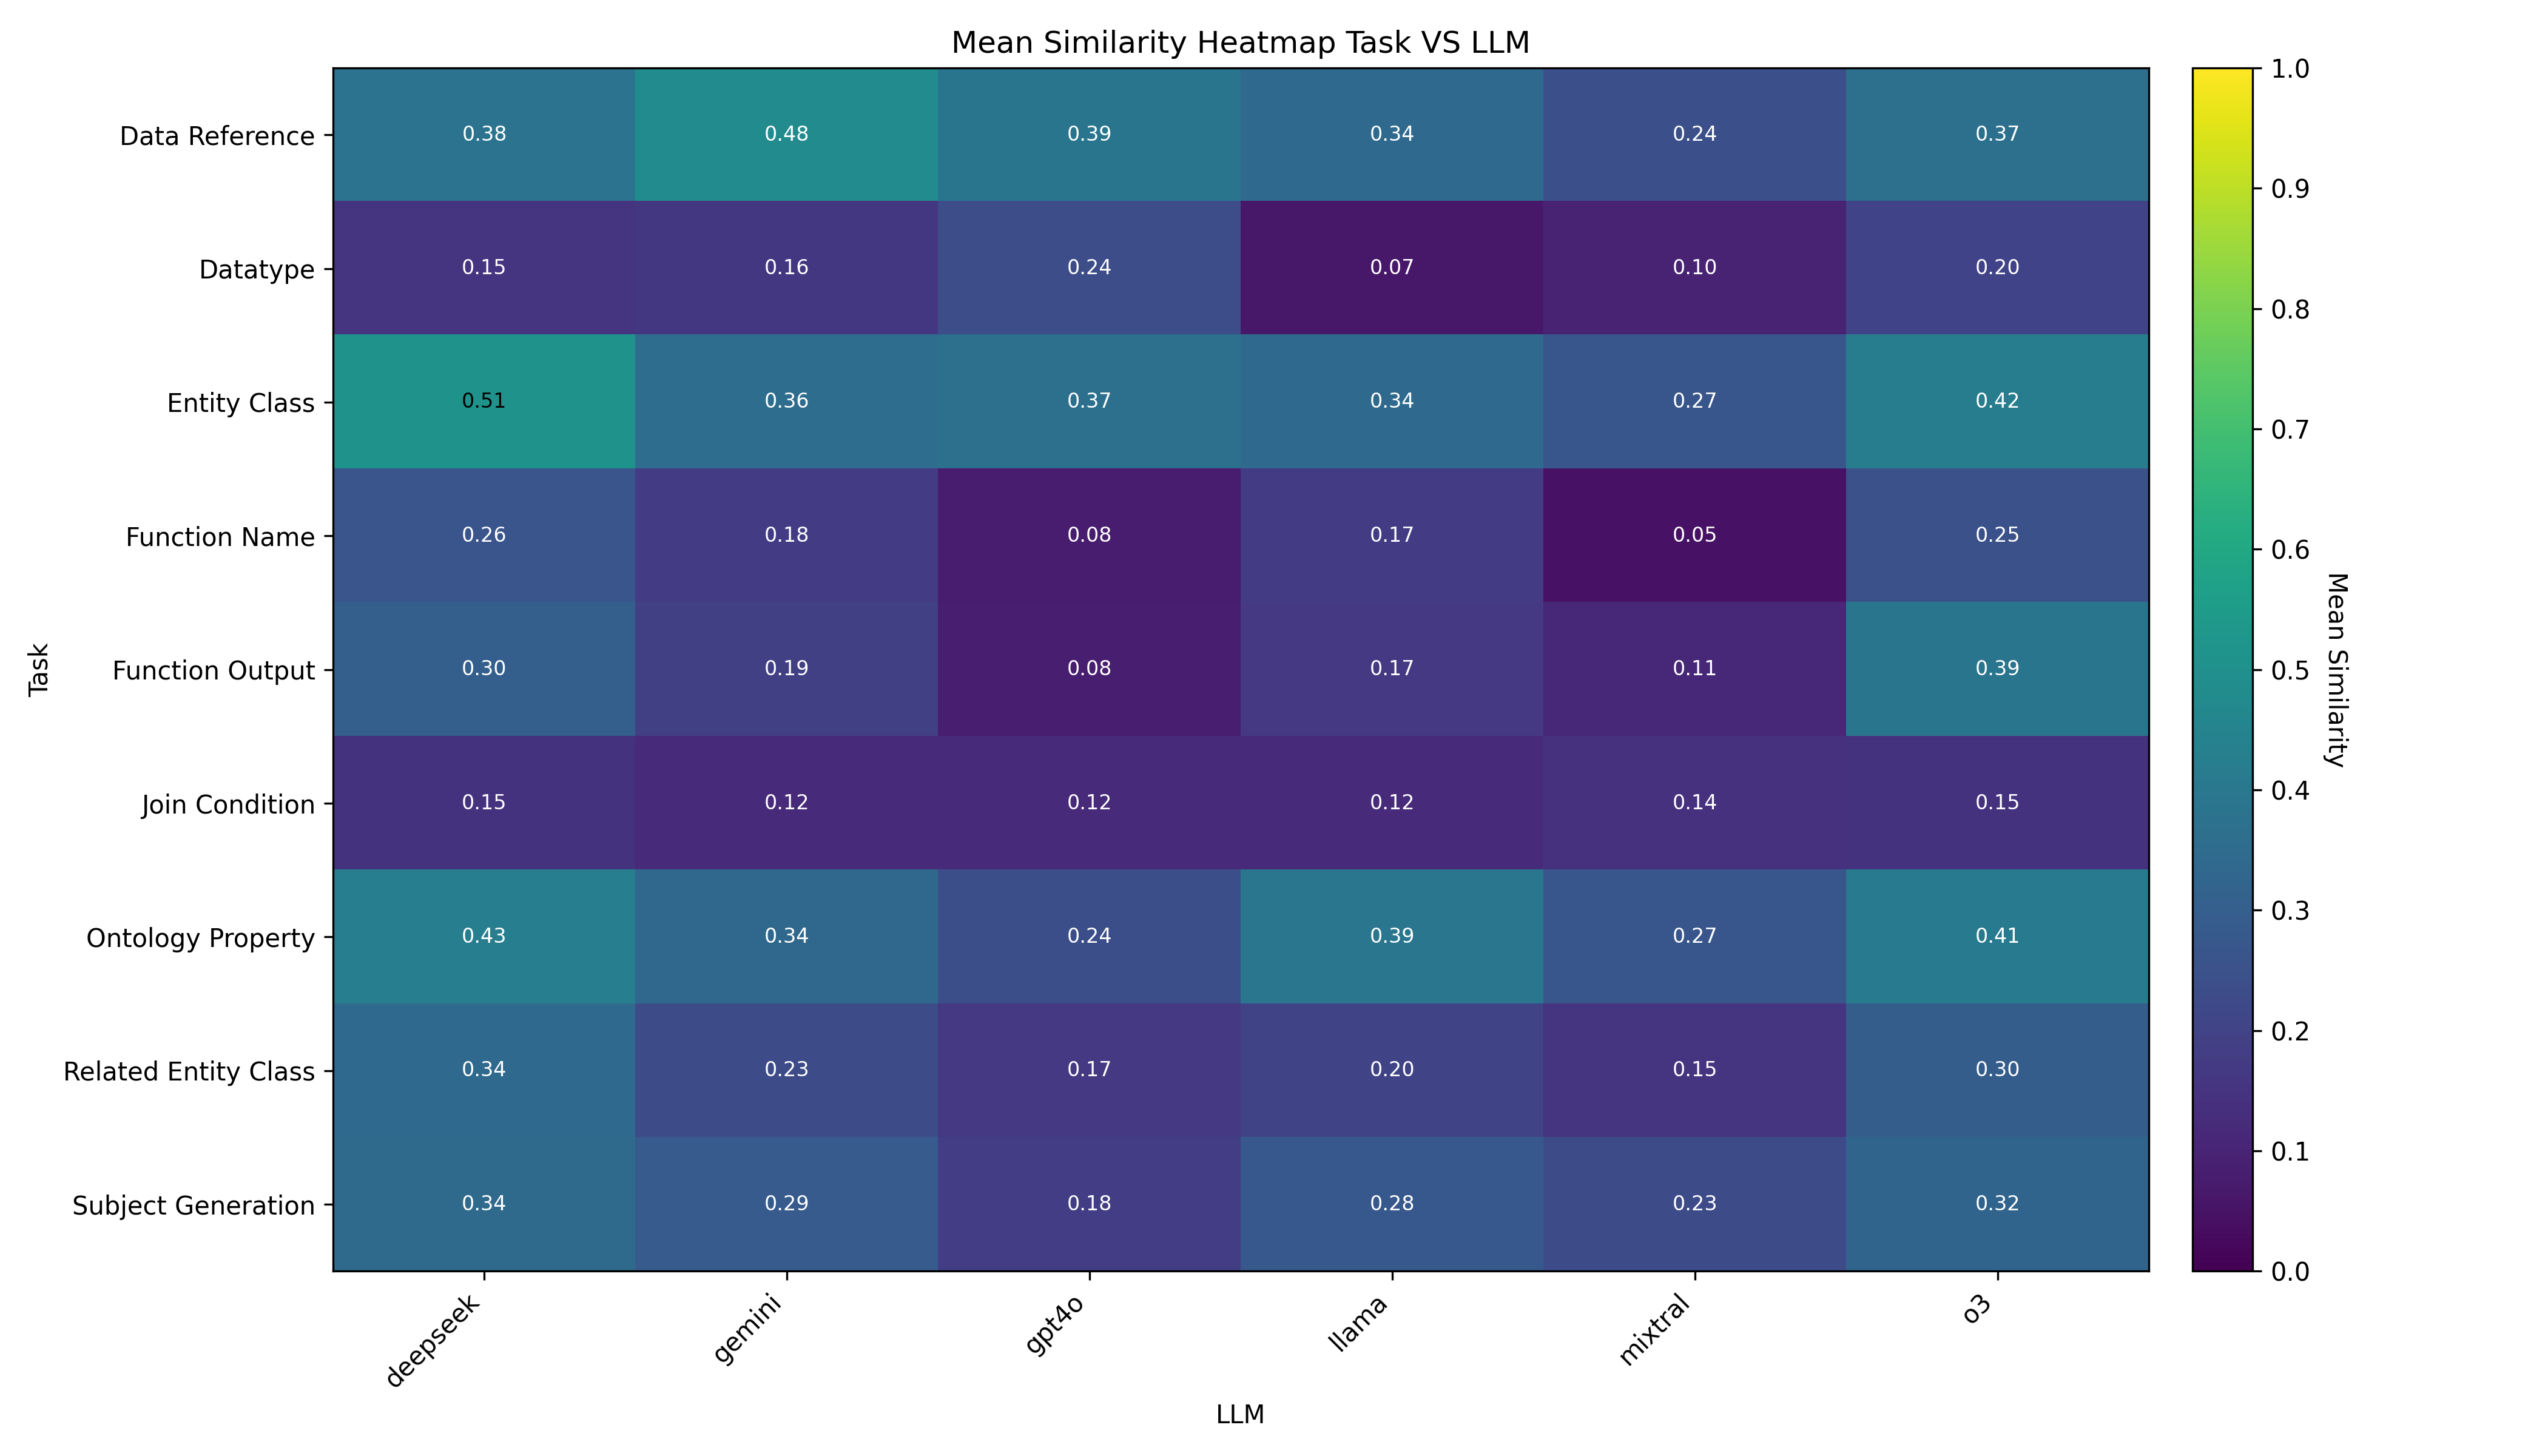 Mean Similarity Heatmap Task VS LLM
Data Reference 0.38 0.48 0.39 0.34 0.24 0.37
Datatype 0.15 0.16 0.24 0.07 0.10 0.20
Entity Class 0.51 0.36 0.37 0.34 0.27 0.42
Function Name 0.26 0.18 0.08 0.17 0.05 0.25
Function Output 0.30 0.19 0.08 0.17 0.11 0.39
Join Condition 0.15 0.12 0.12 0.12 0.14 0.15
Ontology Property 0.43 0.34 0.24 0.39 0.27 0.41
Related Entity Class 0.34 0.23 0.17 0.20 0.15 0.30
Subject Generation 0.34 0.29 0.18 0.28 0.23 0.32
Task
deepseek gemini gpt4o llama mixtral o3
LLM
1.0
0.9
0.8
0.7
0.6
0.5
0.4
0.3
0.2
0.1
0.0
Mean Similarity